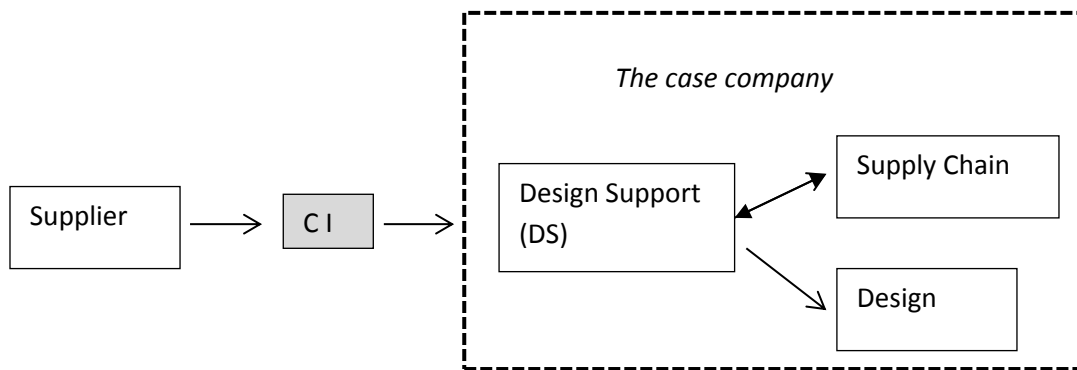 The case company
Supply Chain
Design Support
(DS)
Supplier
C I
Design